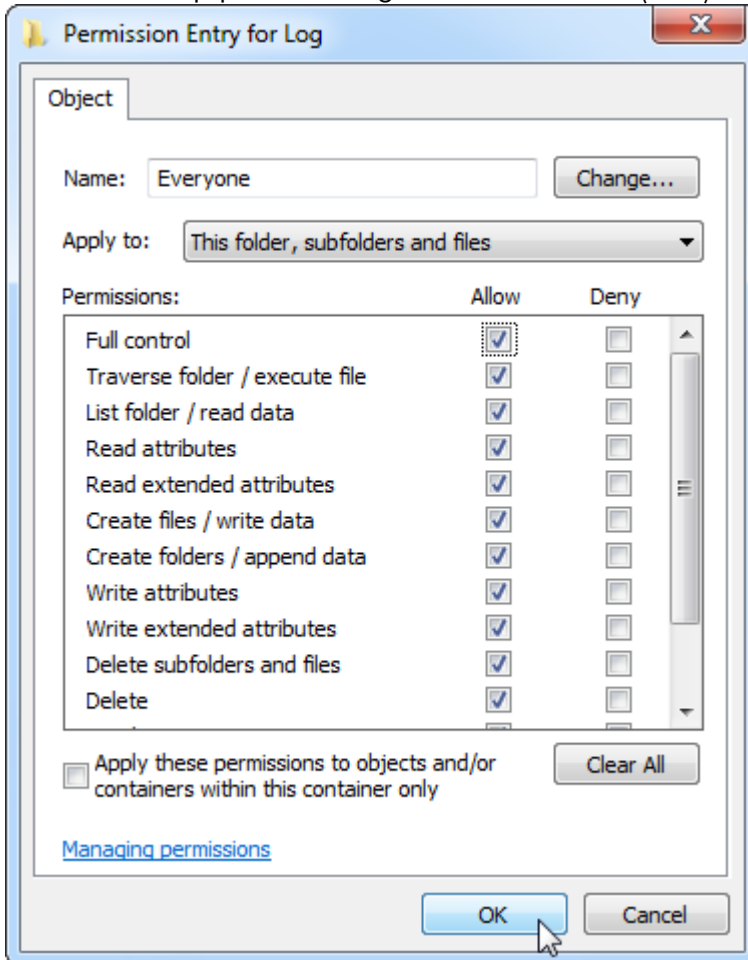 Permission Entry for Log
Object
Name: Everyone Change...
Apply to: This folder, subfolders and files
Permissions: Allow Deny
Full control
Traverse folder / execute file
List folder / read data
Read attributes
Read extended attributes
Create files / write data
Create folders / append data
Write attributes
Write extended attributes
Delete subfolders and files
Delete
Apply these permissions to objects and/or
containers within this container only
Clear All
Managing permissions
OK Cancel